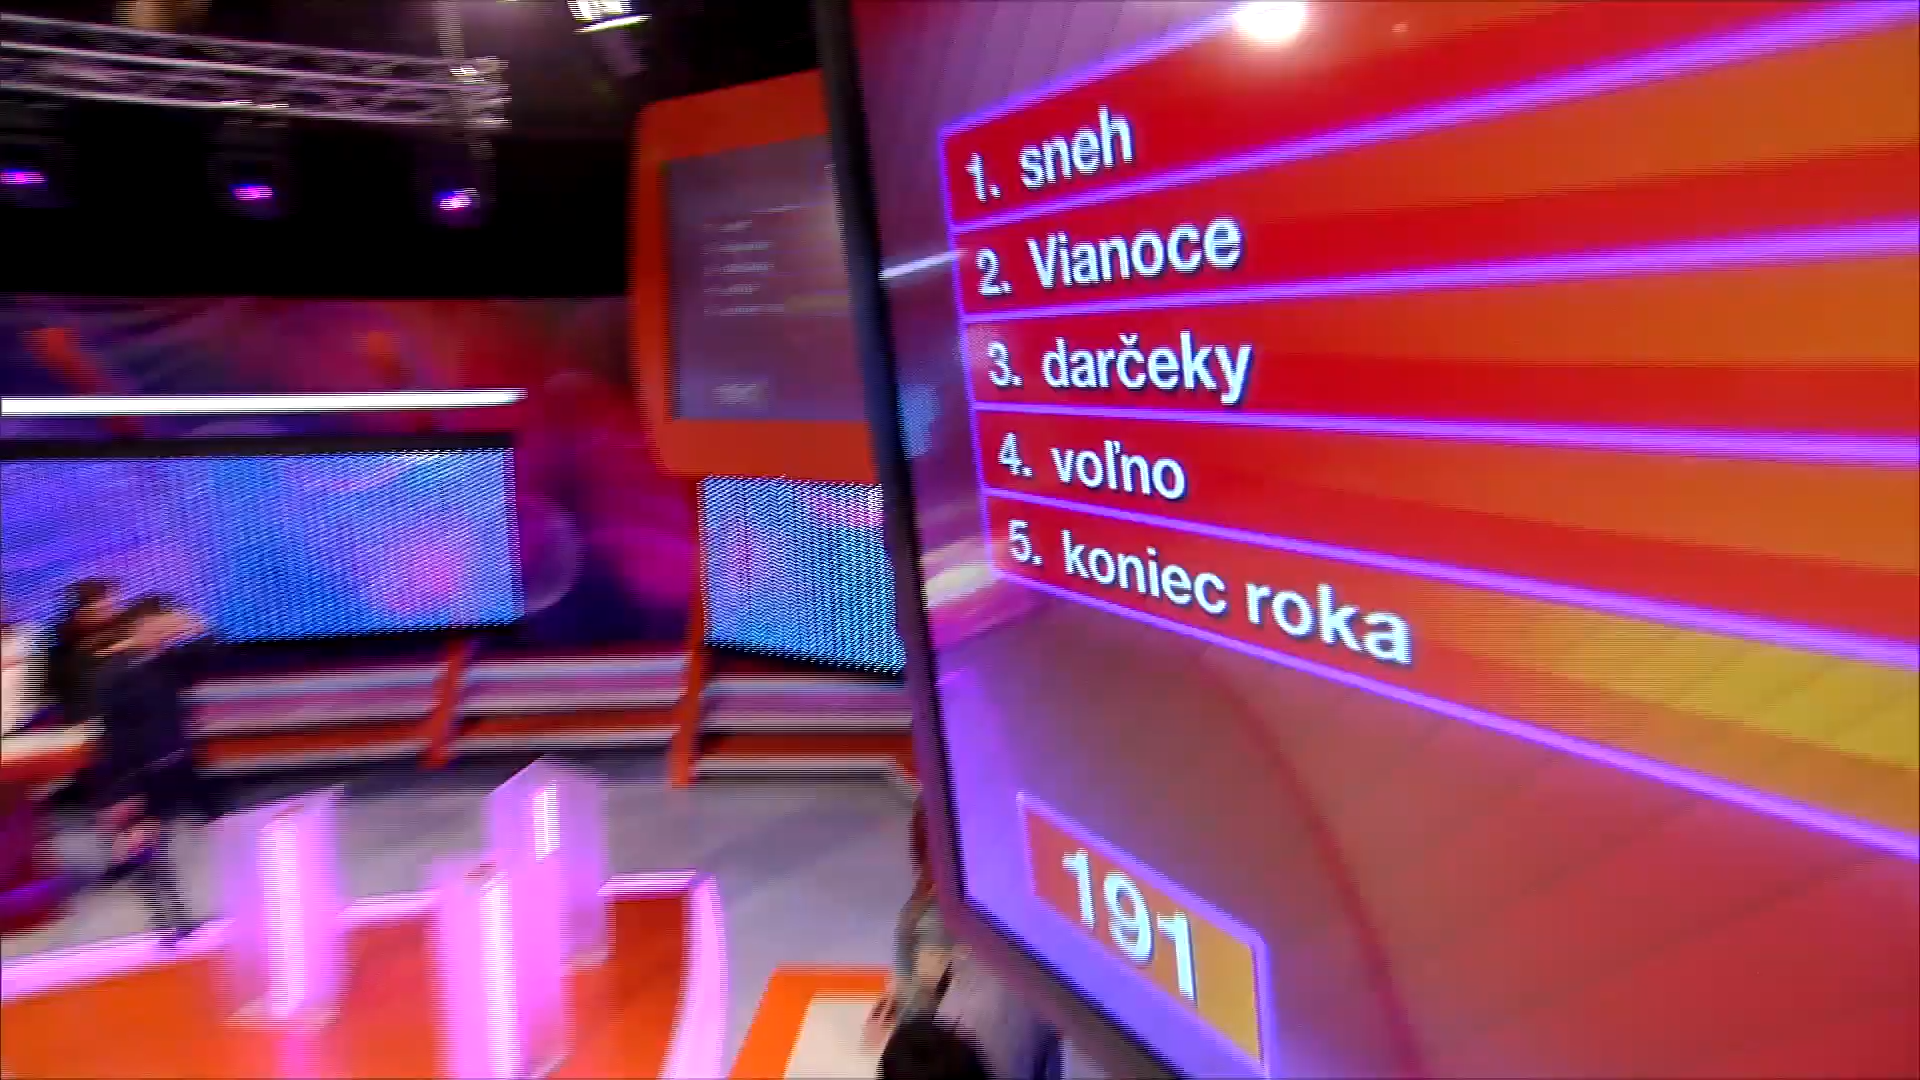 1. sneh
2. Vianoce
3. darčeky
4. voľno
5. koniec roka
191